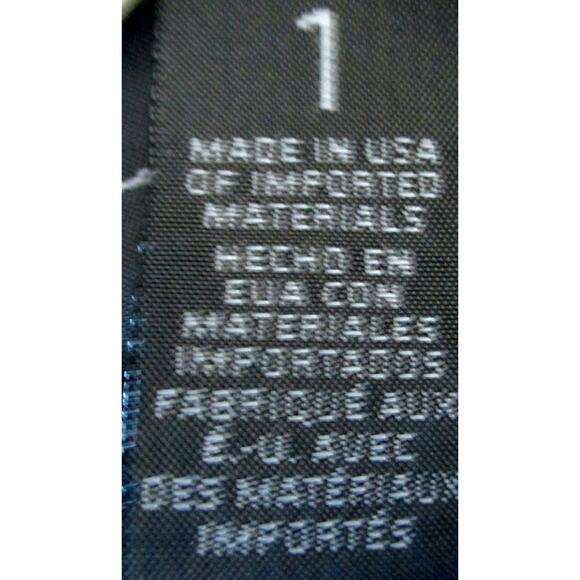 1
MADE IN USA
OF IMPORTED
MATERIALS
HECHO EN
EUA CON
MATERIALES
IMPORTADOS
FABRIQUÉ AUX
É.-U. AVEC
DES MATÉRIAUX
IMPORTÉS